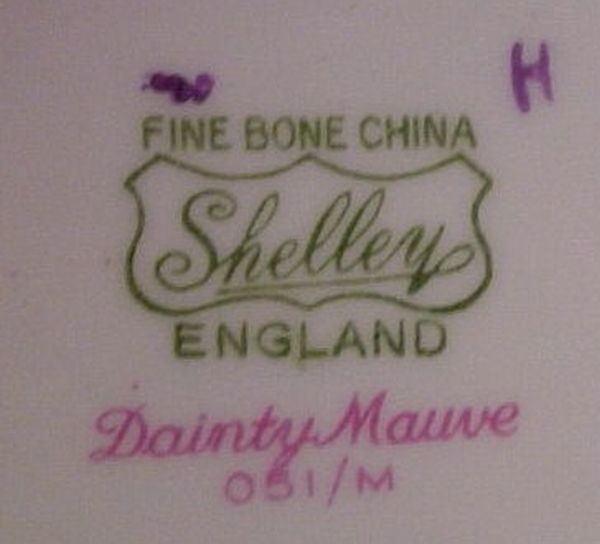 H
FINE BONE CHINA
Shelley
ENGLAND
Dainty Mauve
051/M